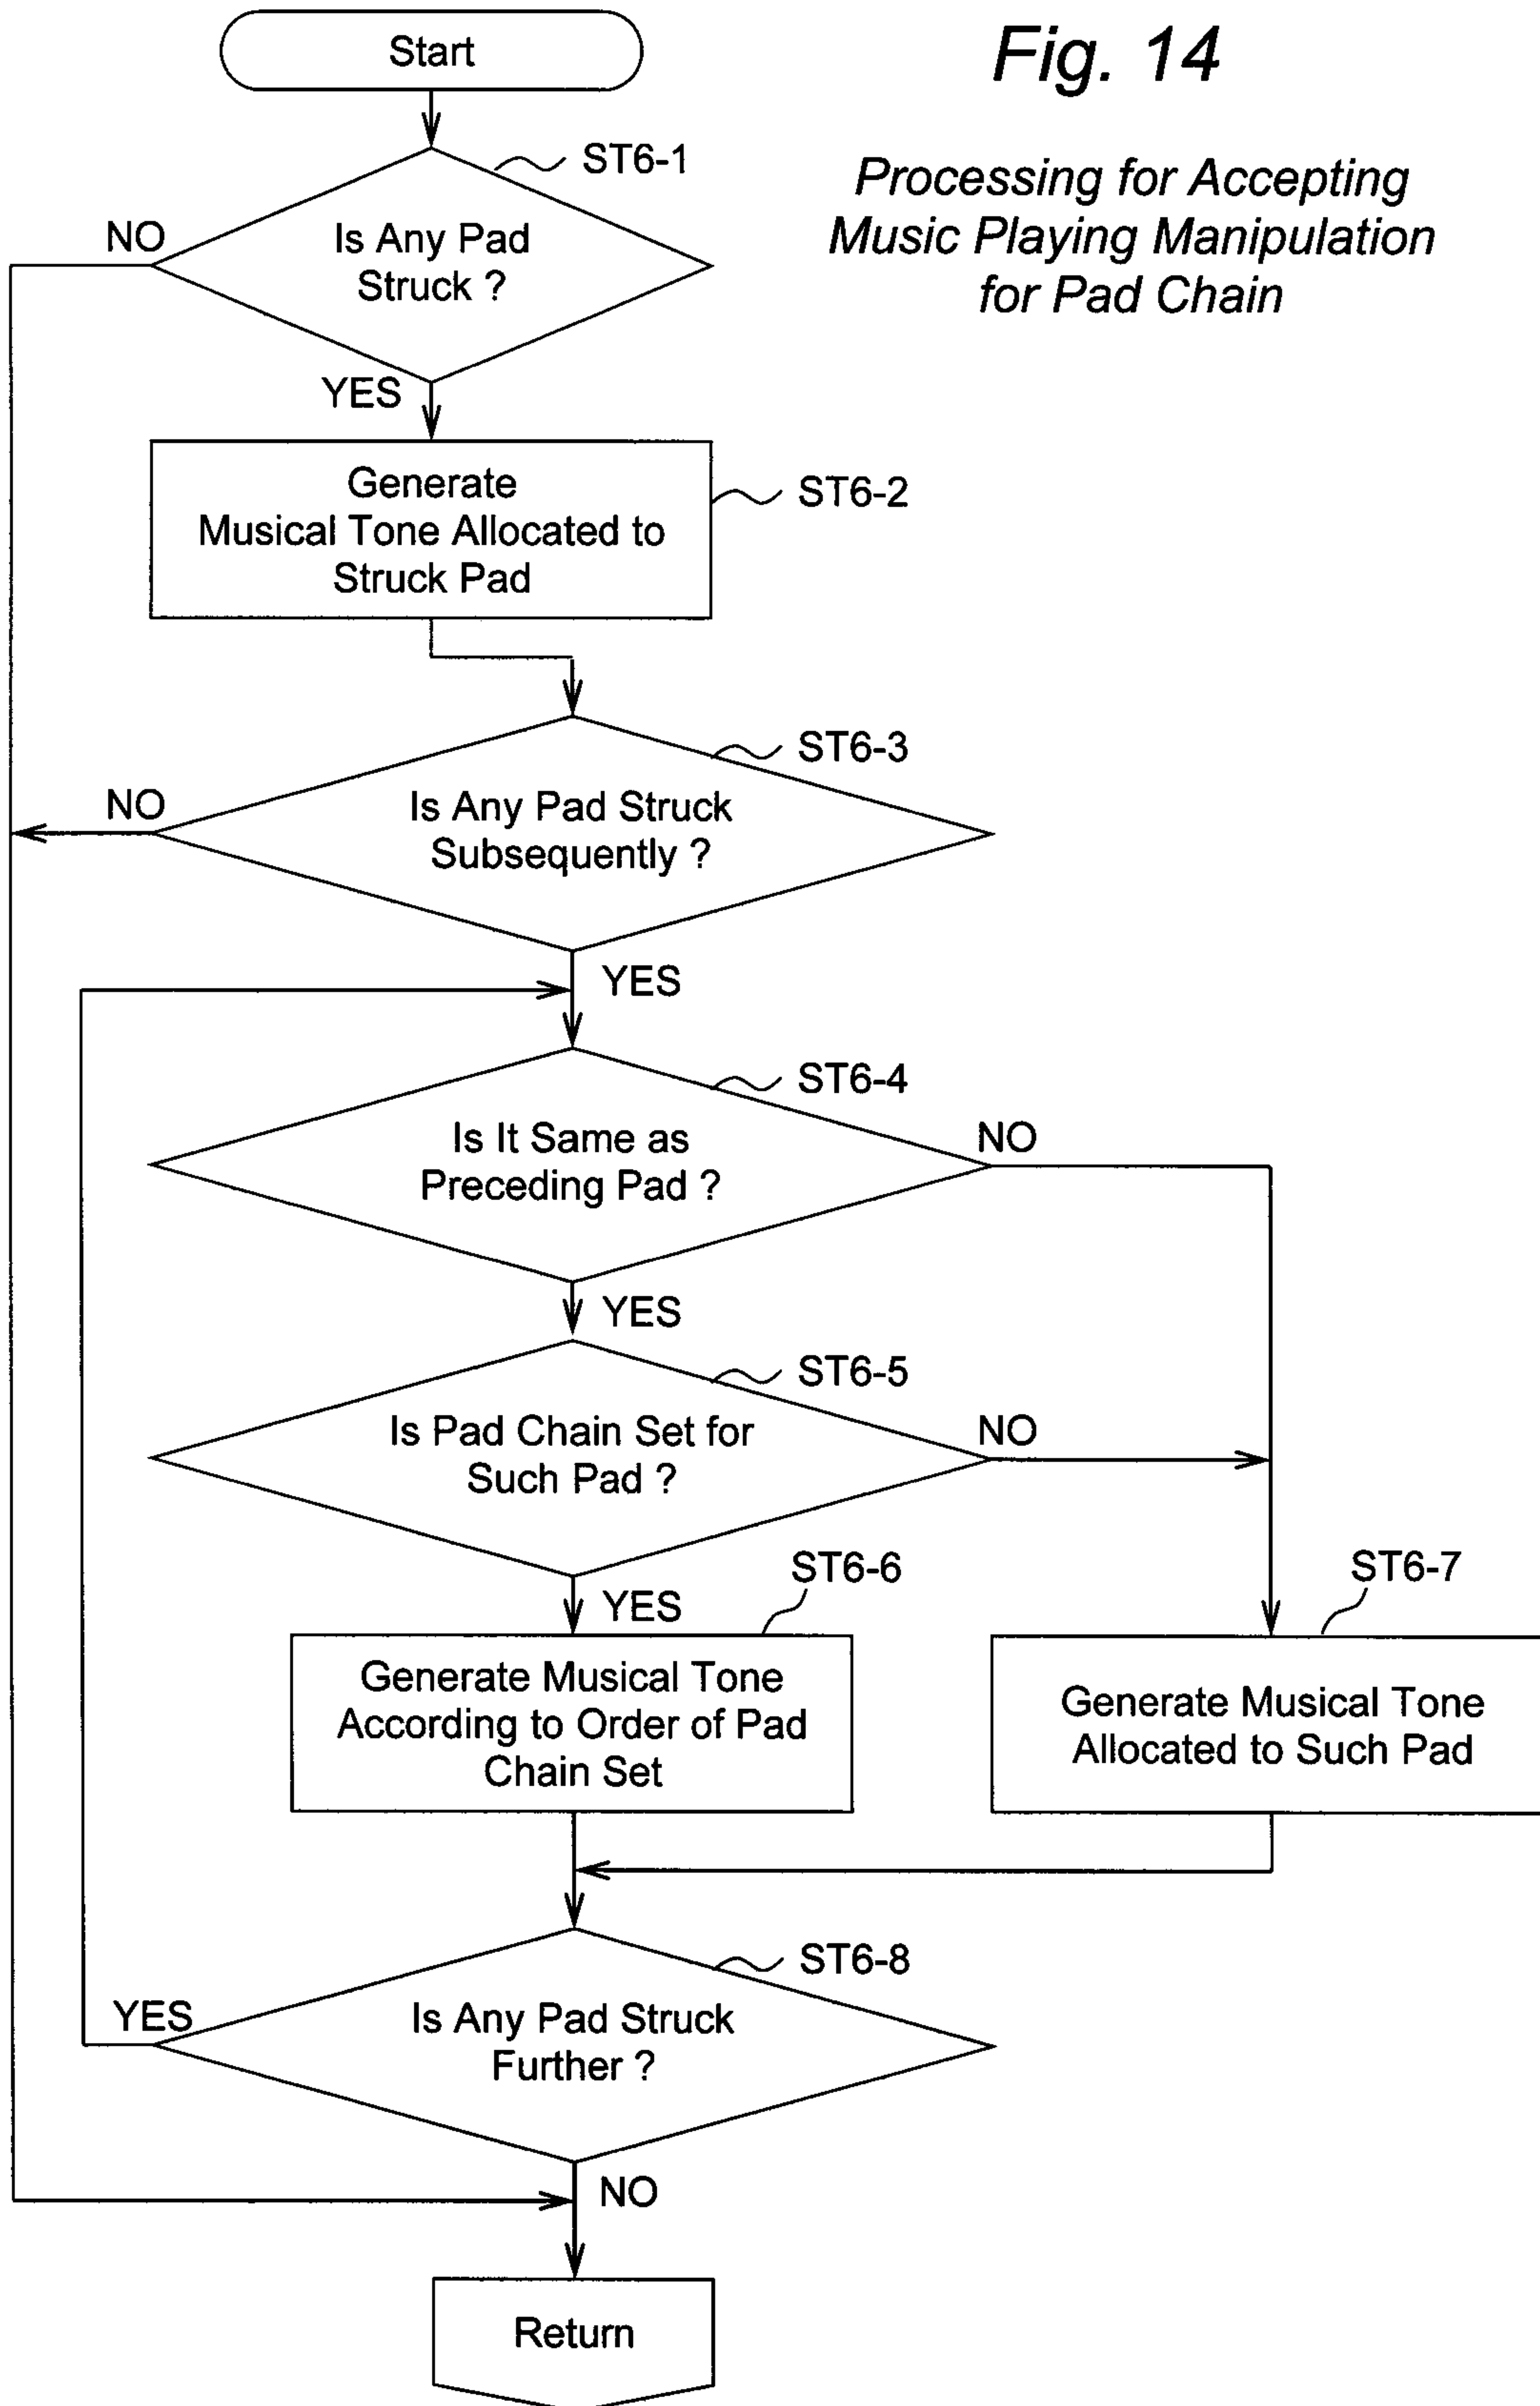 Fig. 14
Processing for Accepting
Music Playing Manipulation
for Pad Chain
Start
ST6-1
Is Any Pad
Struck ?
NO
YES
Generate
Musical Tone Allocated to
Struck Pad
ST6-2
ST6-3
Is Any Pad Struck
Subsequently ?
NO
YES
ST6-4
Is It Same as
Preceding Pad ?
NO
YES
ST6-5
Is Pad Chain Set for
Such Pad ?
NO
YES
ST6-6
Generate Musical Tone
According to Order of Pad
Chain Set
ST6-7
Generate Musical Tone
Allocated to Such Pad
ST6-8
Is Any Pad Struck
Further ?
YES
NO
Return